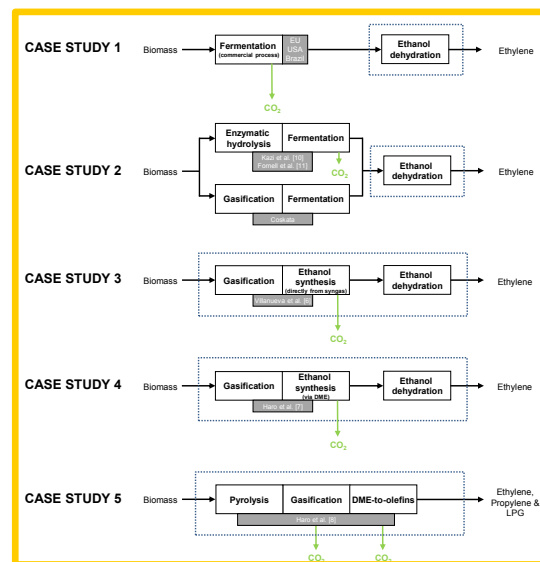 CASE STUDY 1
Biomass
Fermentation
(commercial process)
EU
USA
Brazil
Ethanol
dehydration
Ethylene
CO2
CASE STUDY 2
Biomass
Enzymatic
hydrolysis
Fermentation
Kazi et al. [10]
Fornell et al. [11]
CO2
Gasification
Fermentation
Coskata
Ethanol
dehydration
Ethylene
CASE STUDY 3
Biomass
Gasification
Ethanol
synthesis
(directly from syngas)
Villanueva et al. [6]
CO2
Ethanol
dehydration
Ethylene
CASE STUDY 4
Biomass
Gasification
Ethanol
synthesis
(via DME)
Haro et al. [7]
CO2
Ethanol
dehydration
Ethylene
CASE STUDY 5
Biomass
Pyrolysis
Gasification
DME-to-olefins
Haro et al. [8]
CO2
CO2
Ethylene,
Propylene &
LPG